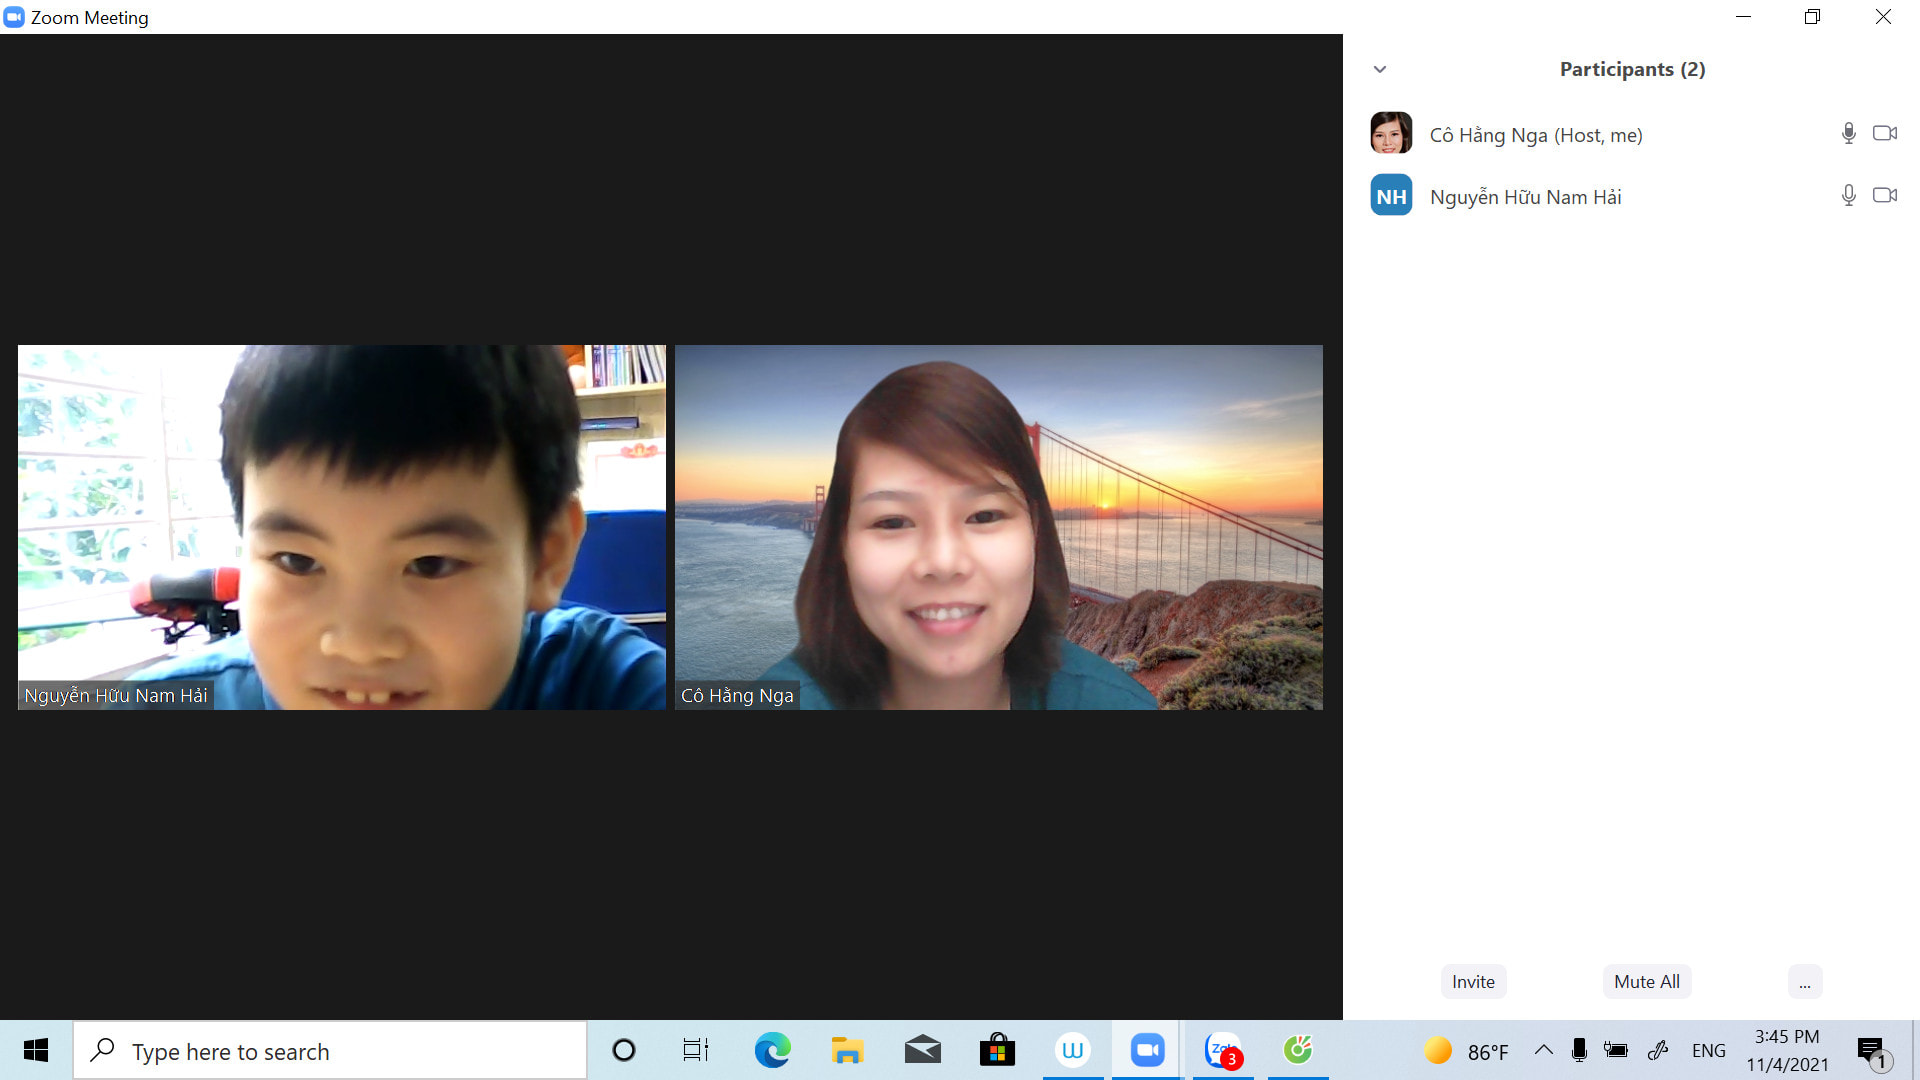 Zoom Meeting
Participants (2)
Cô Hằng Nga (Host, me)
NH Nguyễn Hữu Nam Hải
Nguyễn Hữu Nam Hải
Cô Hằng Nga
Invite Mute All ...
Type here to search
W
Zalo 3
86°F
ENG
3:45 PM
11/4/2021
1